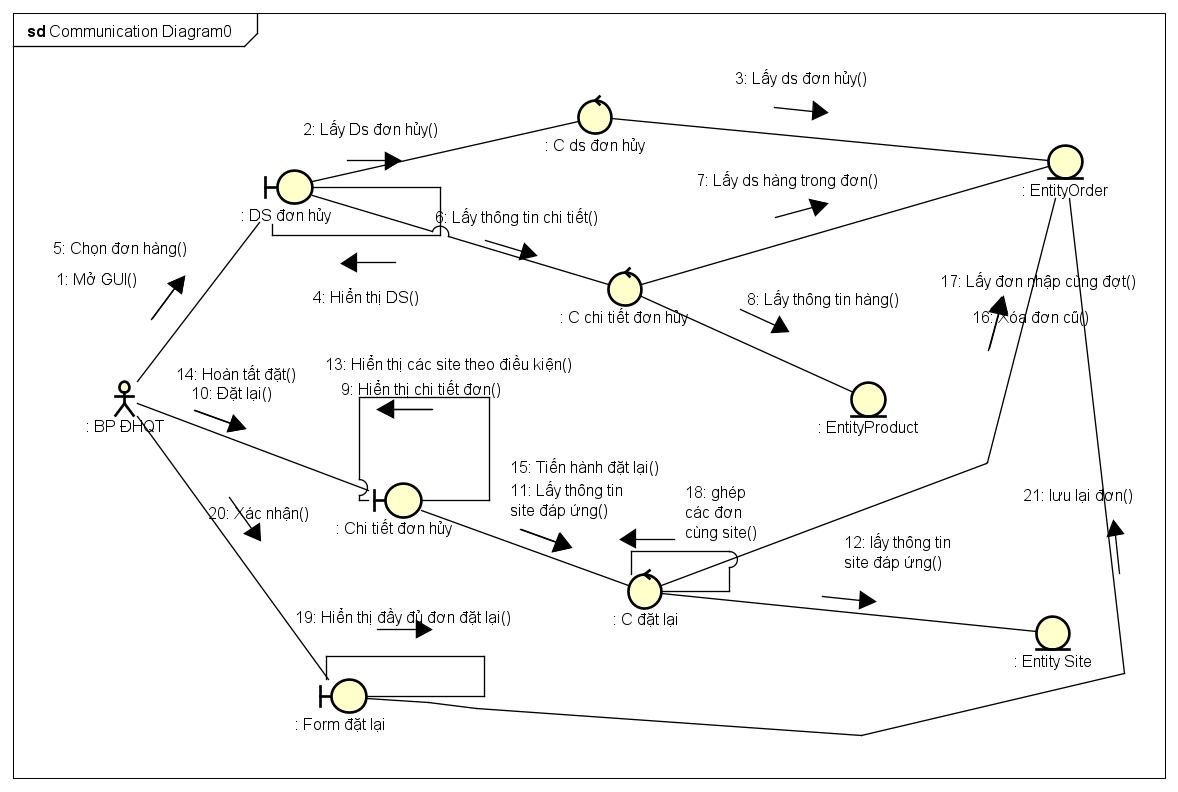 sd Communication Diagram0
3: Lấy ds đơn hủy()
2: Lấy Ds đơn hủy()
: C ds đơn hủy
7: Lấy ds hàng trong đơn()
: EntityOrder
: DS đơn hủy
6: Lấy thông tin chi tiết()
5: Chọn đơn hàng()
1: Mở GUI()
4: Hiển thị DS()
17: Lấy đơn nhập cùng đợt()
8: Lấy thông tin hàng()
: C chi tiết đơn hủy
16: Xóa đơn cũ()
13: Hiển thị các site theo điều kiện()
14: Hoàn tất đặt()
9: Hiển thị chi tiết đơn()
10: Đặt lại()
: BP ĐHQT
: EntityProduct
15: Tiến hành đặt lại()
11: Lấy thông tin
site đáp ứng()
18: ghép
các đơn
cùng site()
21: lưu lại đơn()
20: Xác nhận()
: Chi tiết đơn hủy
12: lấy thông tin
site đáp ứng()
19: Hiển thị đầy đủ đơn đặt lại()
: C đặt lại
: Entity Site
: Form đặt lại